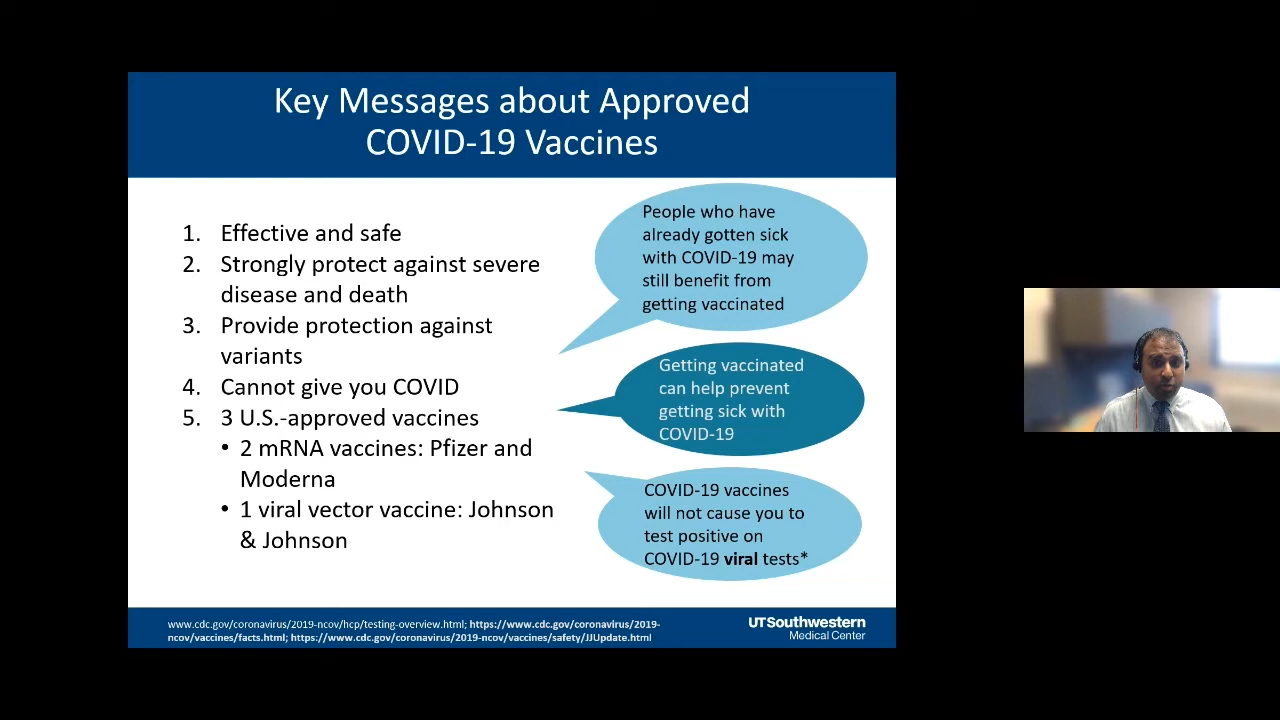 Key Messages about Approved
COVID-19 Vaccines
1. Effective and safe
2. Strongly protect against severe
disease and death
3. Provide protection against
variants
4. Cannot give you COVID
5. 3 U.S.-approved vaccines
• 2 mRNA vaccines: Pfizer and
Moderna
• 1 viral vector vaccine: Johnson
& Johnson
People who have
already gotten sick
with COVID-19 may
still benefit from
getting vaccinated
Getting vaccinated
can help prevent
getting sick with
COVID-19
COVID-19 vaccines
will not cause you to
test positive on
COVID-19 viral tests*
www.cdc.gov/coronavirus/2019-ncov/hcp/testing-overview.html; https://www.cdc.gov/coronavirus/2019-
ncov/vaccines/facts.html; https://www.cdc.gov/coronavirus/2019-ncov/vaccines/safety/JJUpdate.html
UTSouthwestern
Medical Center